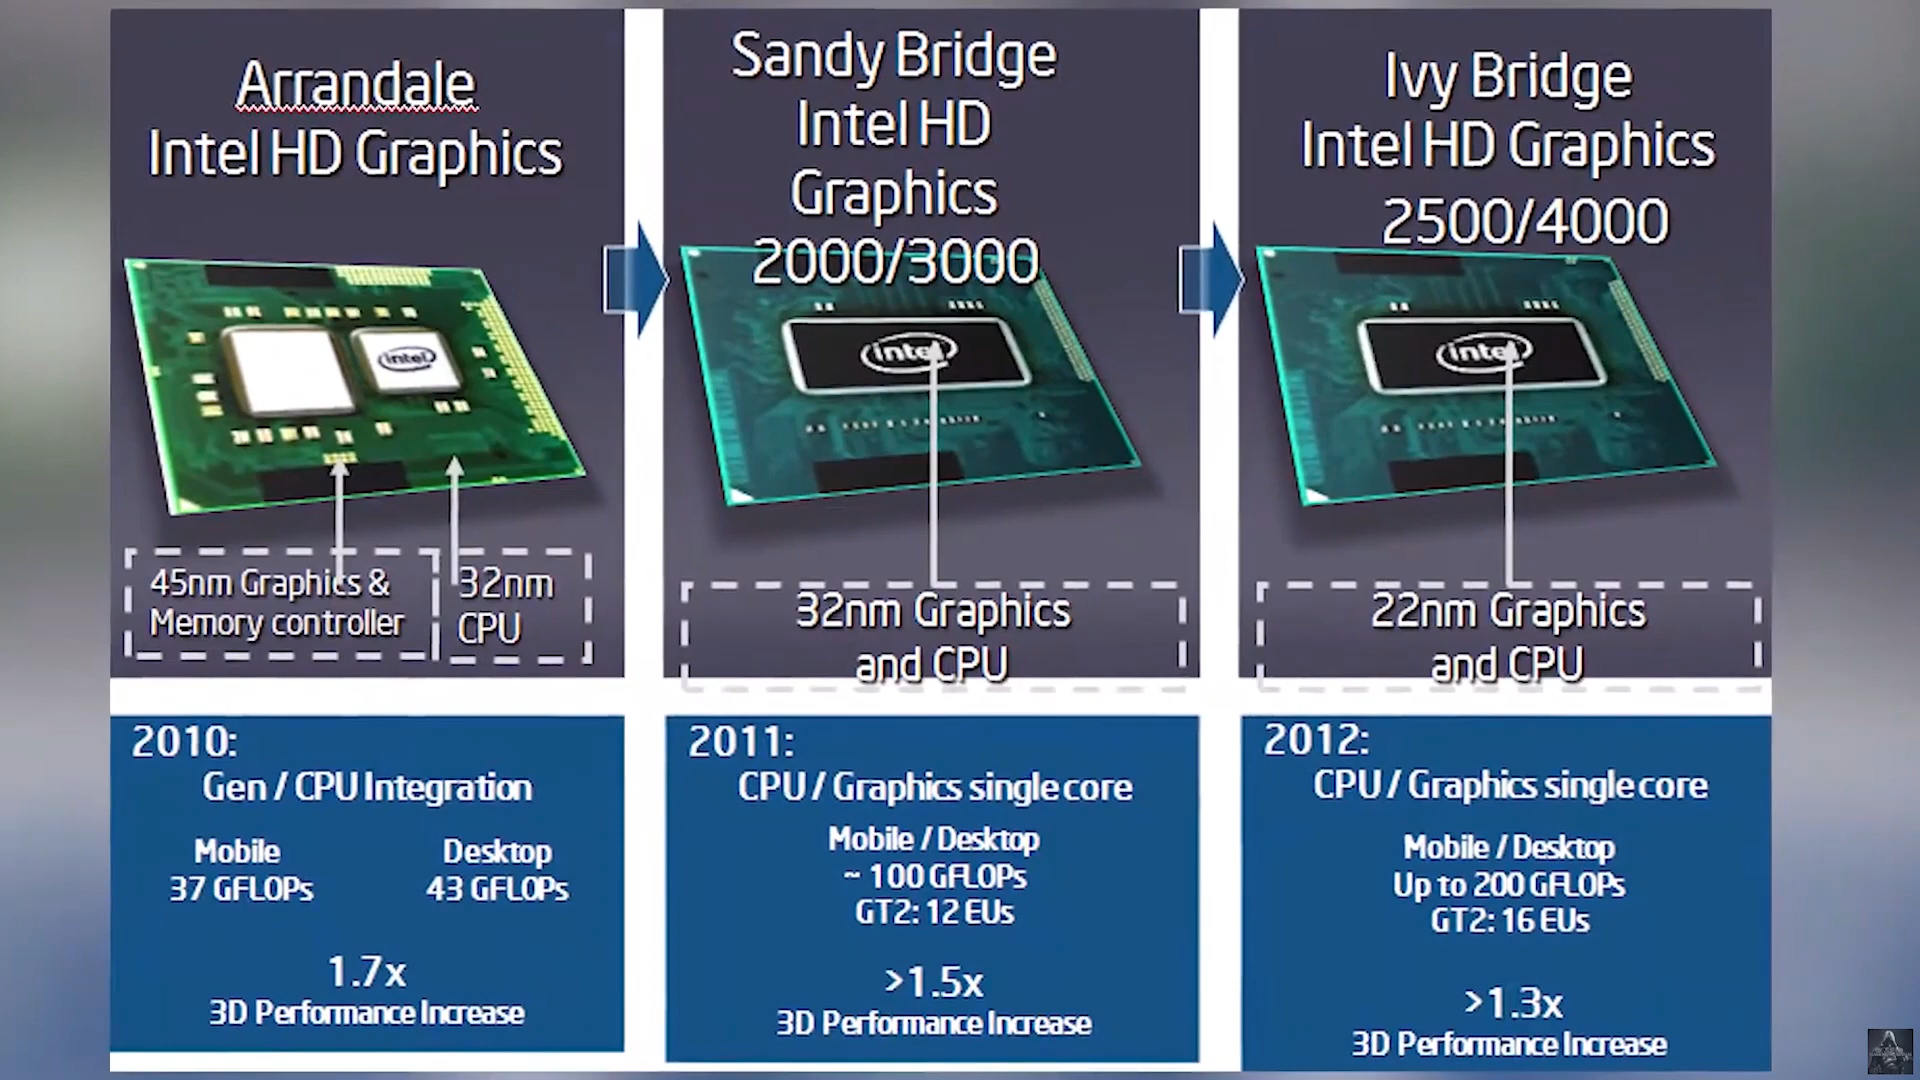 Arrandale
Intel HD Graphics
intel
45nm Graphics &
Memory controller
32nm
CPU
2010:
Gen / CPU Integration
Mobile
37 GFLOPs
Desktop
43 GFLOPs
1.7x
3D Performance Increase
Sandy Bridge
Intel HD
Graphics
2000/3000
intel
32nm Graphics
and CPU
2011:
CPU / Graphics single core
Mobile / Desktop
~ 100 GFLOPs
GT2: 12 EUs
>1.5x
3D Performance Increase
Ivy Bridge
Intel HD Graphics
2500/4000
intel
22nm Graphics
and CPU
2012:
CPU / Graphics single core
Mobile / Desktop
Up to 200 GFLOPs
GT2: 16 EUs
>1.3x
3D Performance Increase